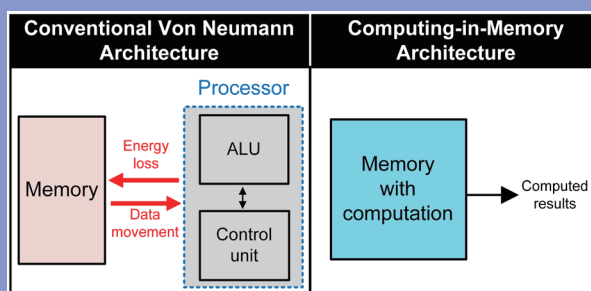 Conventional Von Neumann
Architecture
Computing-in-Memory
Architecture
Processor
Memory
Energy
loss
Data
movement
ALU
Control
unit
Memory
with
computation
Computed
results